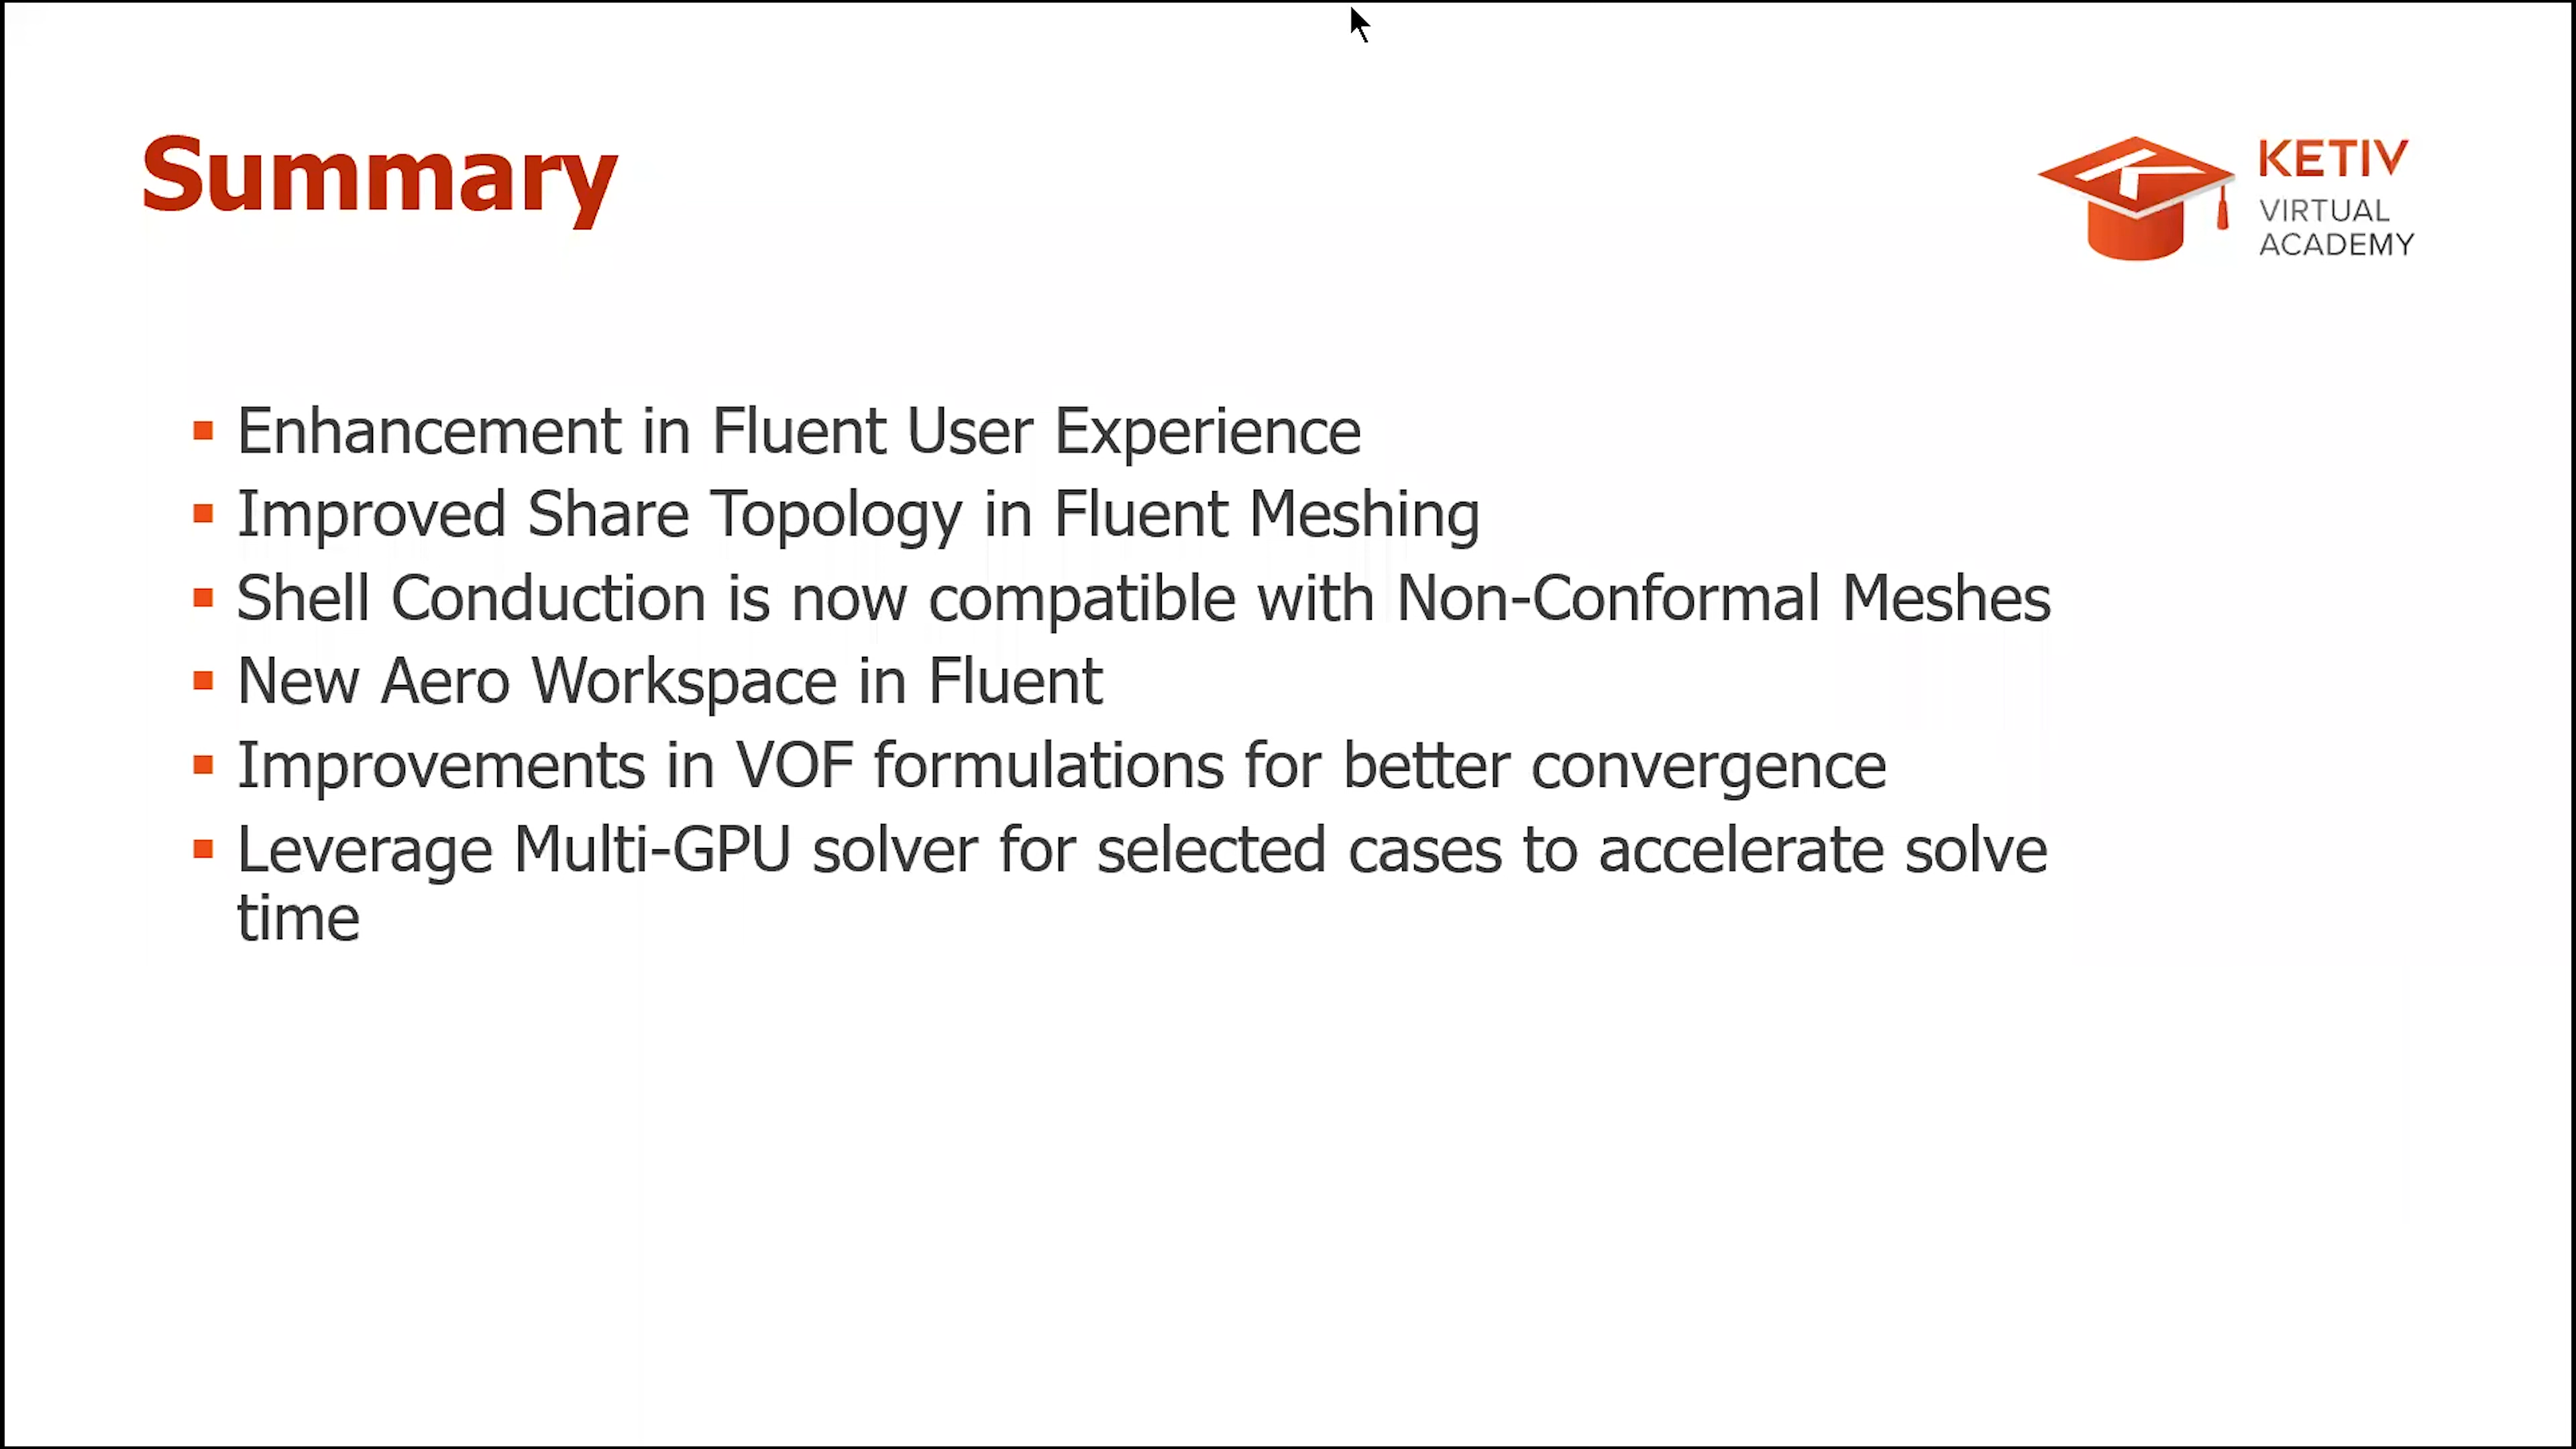 Summary
KETIV
VIRTUAL
ACADEMY
Enhancement in Fluent User Experience
Improved Share Topology in Fluent Meshing
Shell Conduction is now compatible with Non-Conformal Meshes
New Aero Workspace in Fluent
Improvements in VOF formulations for better convergence
Leverage Multi-GPU solver for selected cases to accelerate solve
time